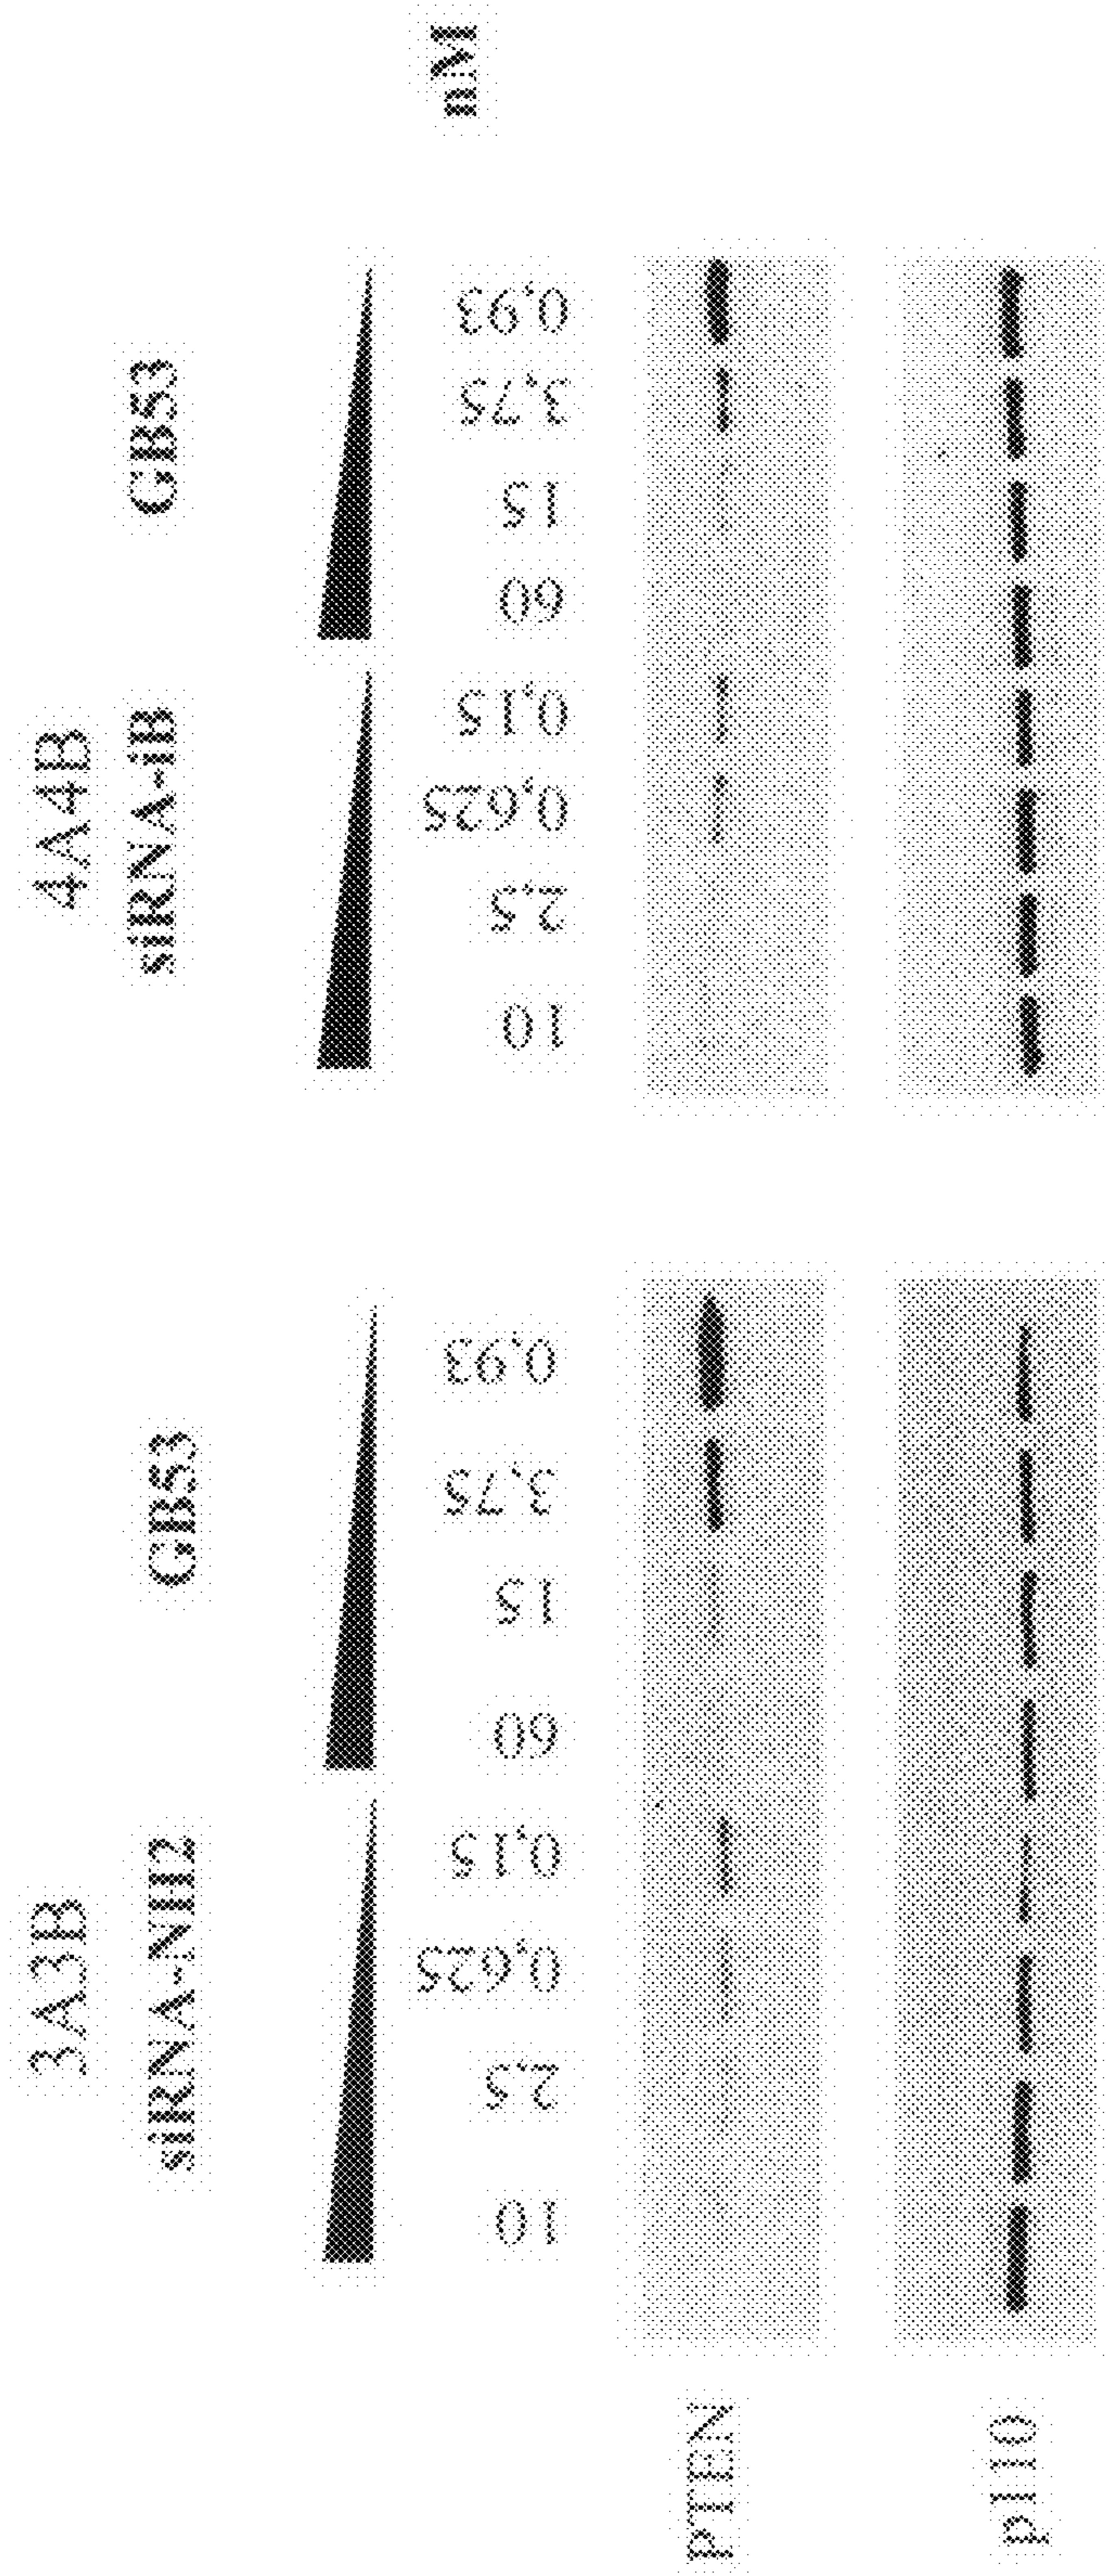 3A3B 4A4B
siRNA-NH2 GB53 siRNA-iB GB53
10 2,5 0,625 0,15 60 15 3,75 0,93 10 2,5 0,625 0,15 60 15 3,75 0,93 nM
PTEN
p110